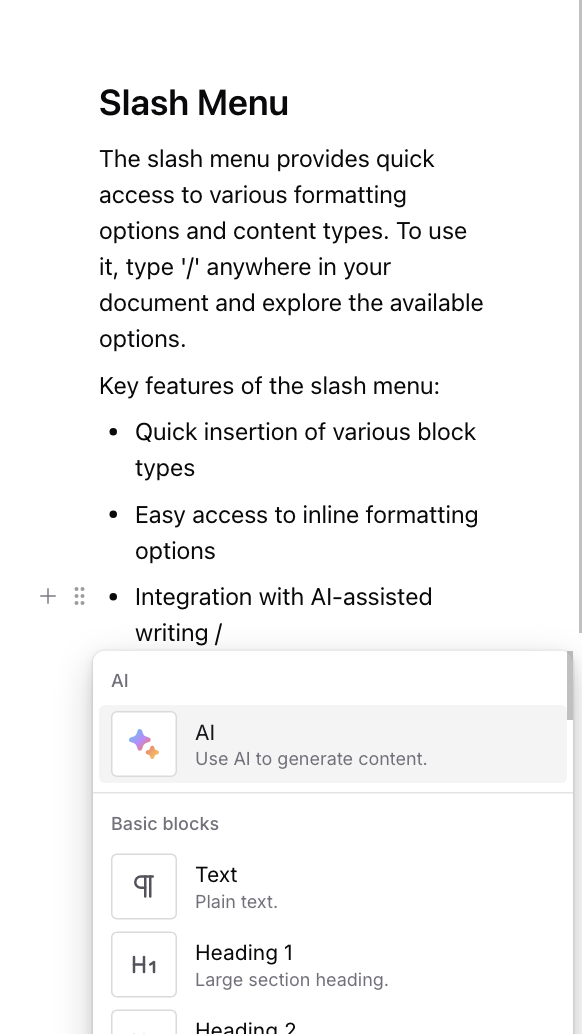 Slash Menu
The slash menu provides quick
access to various formatting
options and content types. To use
it, type '/' anywhere in your
document and explore the available
options.
Key features of the slash menu:
• Quick insertion of various block
types
• Easy access to inline formatting
options
• Integration with AI-assisted
writing /
AI
AI
Use AI to generate content.
Basic blocks
Text
Plain text.
H1
Heading 1
Large section heading.
Heading 2